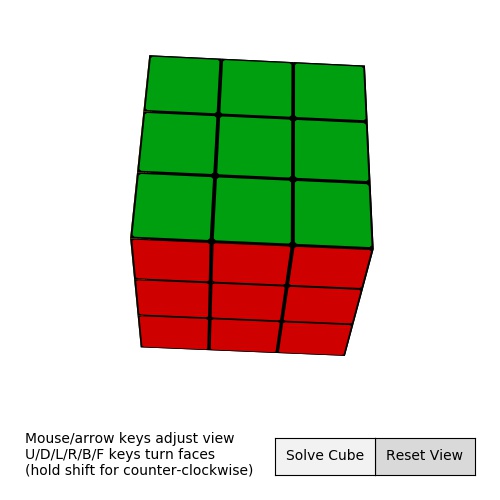 Mouse/arrow keys adjust view
U/D/L/R/B/F keys turn faces
(hold shift for counter-clockwise)
Solve Cube
Reset View